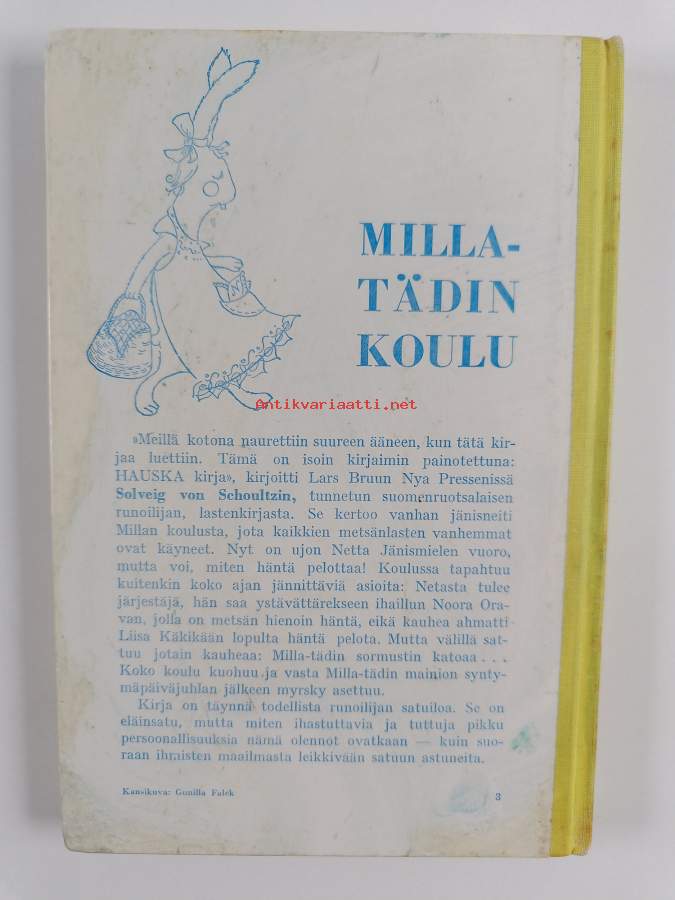 MILLA-
TÄDIN
KOULU
Antikvariaatti.net
»Meillä kotona naurettiin suureen ääneen, kun tätä kir-
jaa luettiin. Tämä on isoin kirjaimin painotettuna:
HAUSKA kirja», kirjoitti Lars Bruun Nya Pressenissä
Solveig von Schoultzin, tunnetun suomenruotsalaisen
runoilijan, lastenkirjasta. Se kertoo vanhan jänisneiti
Millan koulusta, jota kaikkien metsänlasten vanhemmat
ovat käyneet. Nyt on ujon Netta Jänismielen vuoro,
mutta voi, miten häntä pelottaa! Koulussa tapahtuu
kuitenkin koko ajan jännittäviä asioita: Netasta tulee
järjestäjä, hän saa ystävättärekseen ihaillun Noora Ora-
van, jolla on metsän hienoin häntä, eikä kauhea ahmatti
Liisa Käkikään lopulta häntä pelota. Mutta välillä sat-
tuu jotain kauheaa: Milla-tädin sormustin katoaa . . .
Koko koulu kuohuu ja vasta Milla-tädin mainion synty-
mäpäiväjuhlan jälkeen myrsky asettuu.
Kirja on täynnä todellista runoilijan satuiloa. Se on
eläinsatu, mutta miten ihastuttavia ja tuttuja pikku
persoonallisuuksia nämä olennot ovatkaan — kuin suo-
raan ihmisten maailmasta leikkivään satuun astuneita.
Kansikuva: Gunilla Falck
3